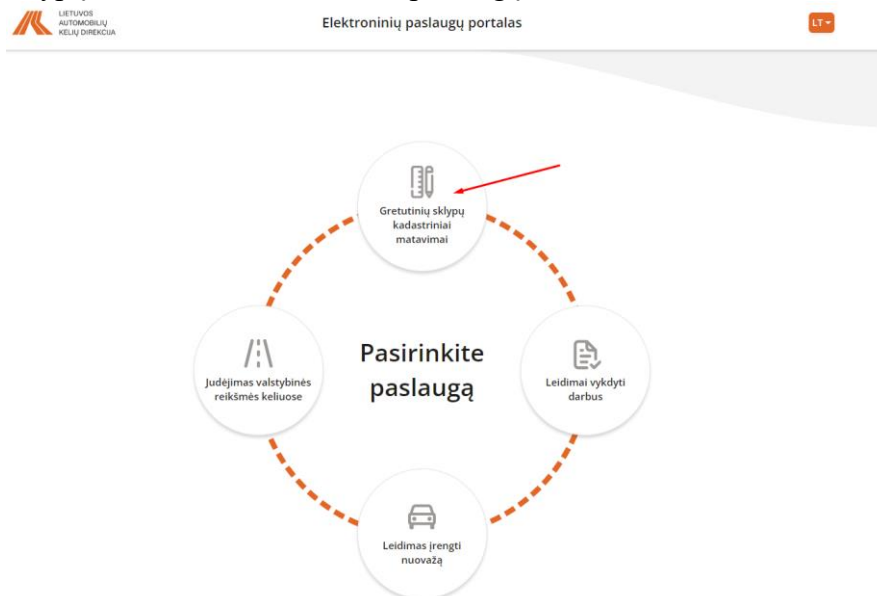 LIETUVOS
AUTOMOBILIŲ
KELIŲ DIREKCIJA
Elektroninių paslaugų portalas
LT
Gretutinių sklypų
kadastriniai
matavimai
Judėjimas valstybinės
reikšmės keliuose
Pasirinkite
paslaugą
Leidimai vykdyti
darbus
Leidimas įrengti
nuovažą